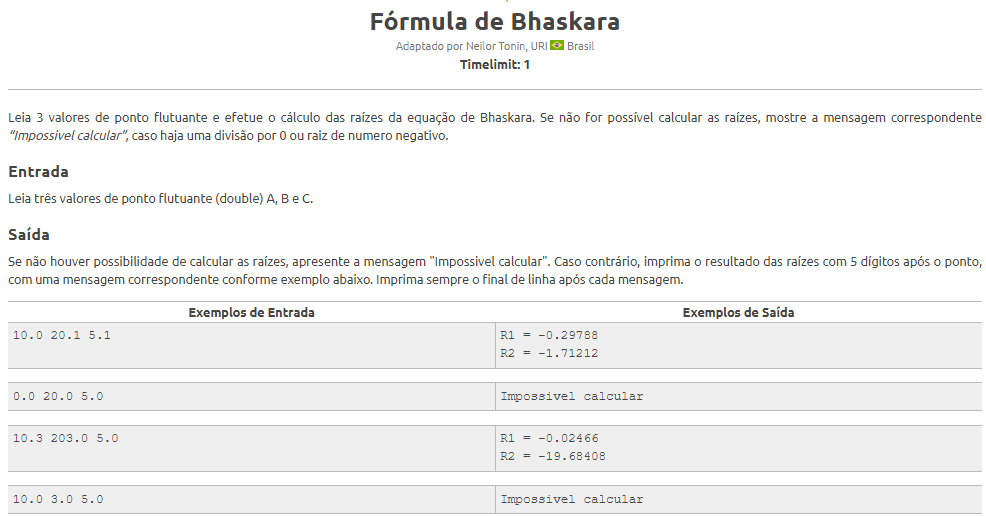 Fórmula de Bhaskara
Adaptado por Neilor Tonin, URI Brasil
Timelimit: 1
Leia 3 valores de ponto flutuante e efetue o cálculo das raízes da equação de Bhaskara. Se não for possível calcular as raízes, mostre a mensagem correspondente
“Impossivel calcular”, caso haja uma divisão por 0 ou raiz de numero negativo.
Entrada
Leia três valores de ponto flutuante (double) A, B e C.
Saída
Se não houver possibilidade de calcular as raízes, apresente a mensagem "Impossivel calcular". Caso contrário, imprima o resultado das raízes com 5 dígitos após o ponto,
com uma mensagem correspondente conforme exemplo abaixo. Imprima sempre o final de linha após cada mensagem.
Exemplos de Entrada Exemplos de Saída
10.0 20.1 5.1 R1 = -0.29788
R2 = -1.71212
0.0 20.0 5.0 Impossivel calcular
10.3 203.0 5.0 R1 = -0.02466
R2 = -19.68408
10.0 3.0 5.0 Impossivel calcular